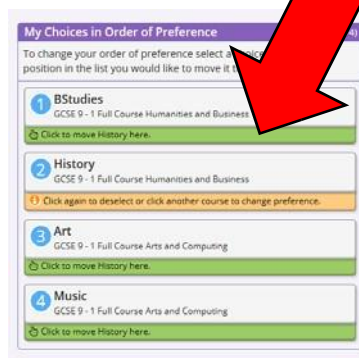 My Choices in Order of Preference 4)
To change your order of preference select a
position in the list you would like to move it
1 BStudies
GCSE 9 - 1 Full Course Humanities and Business
Click to move History here.
2 History
GCSE 9 - 1 Full Course Humanities and Business
Click again to deselect or click another course to change preference.
3 Art
GCSE 9 - 1 Full Course Arts and Computing
Click to move History here.
4 Music
GCSE 9 - 1 Full Course Arts and Computing
Click to move History here.